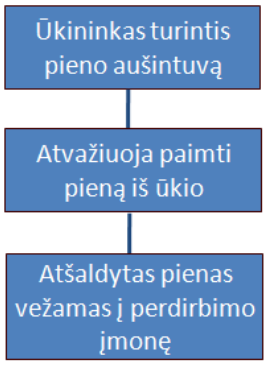 Ūkininkas turintis
pieno aušintuvą
Atvažiuoja paimti
pieną iš ūkio
Atšaldytas pienas
vežamas į perdirbimo
įmonę